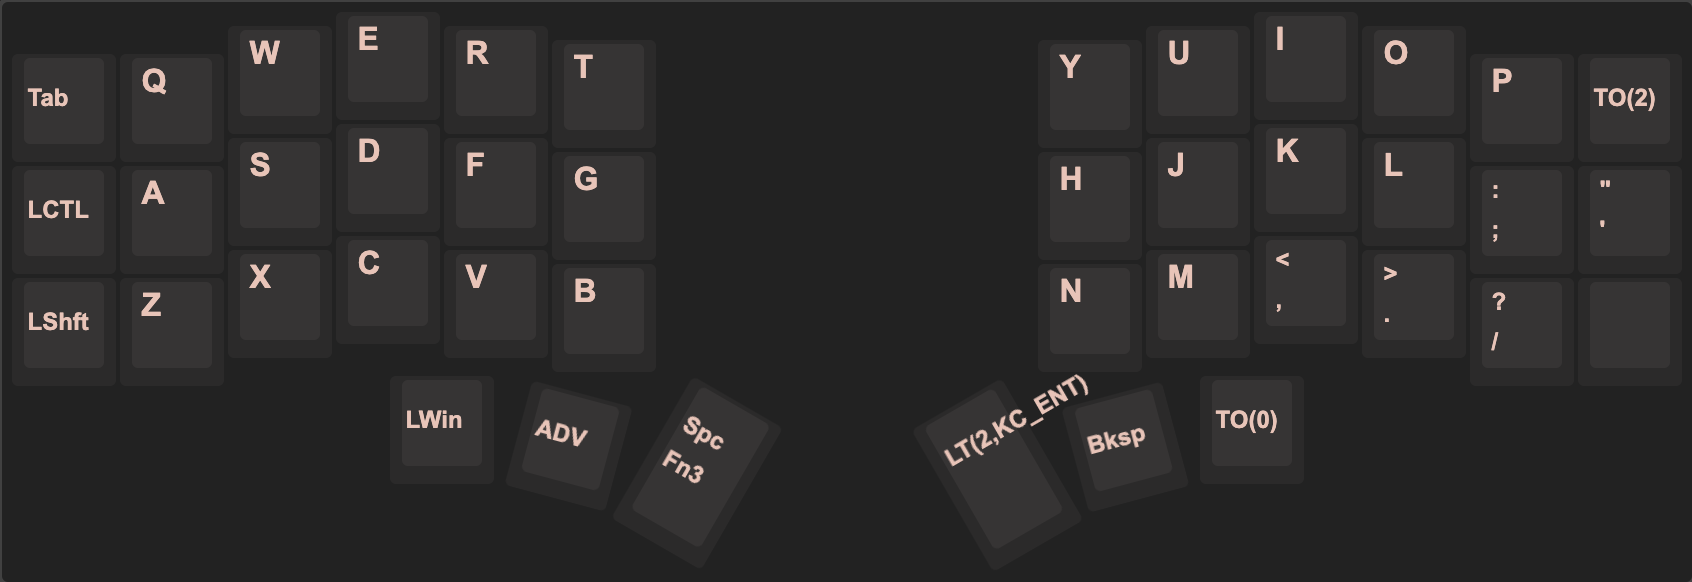 Tab Q W E R T Y U I O P TO(2)
LCTL A S D F G H J K L : ; " '
LShft Z X C V B N M < , > . ? /
LWin ADV Spc Fn3 LT(2,KC_ENT) Bksp TO(0)